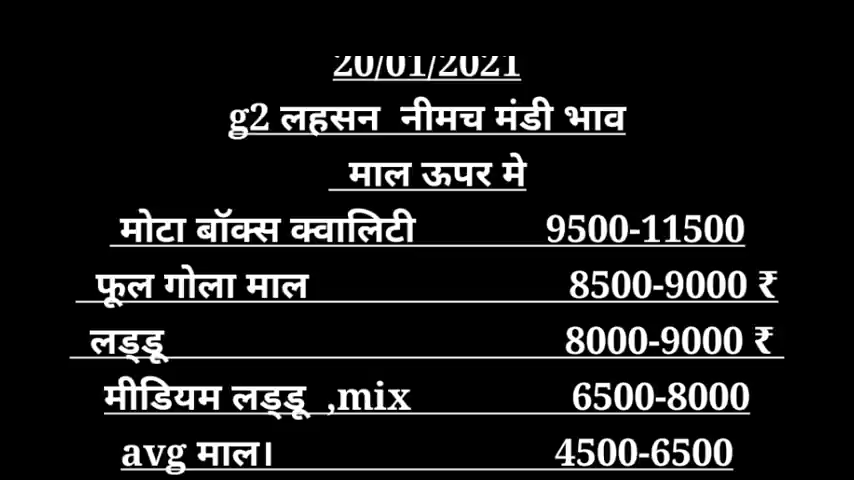 20/01/2021
g2 लहसन नीमच मंडी भाव
माल ऊपर मे
मोटा बॉक्स क्वालिटी 9500-11500
फूल गोला माल 8500-9000 ₹
लड्डू 8000-9000 ₹
मीडियम लड्डू ,mix 6500-8000
avg माल। 4500-6500